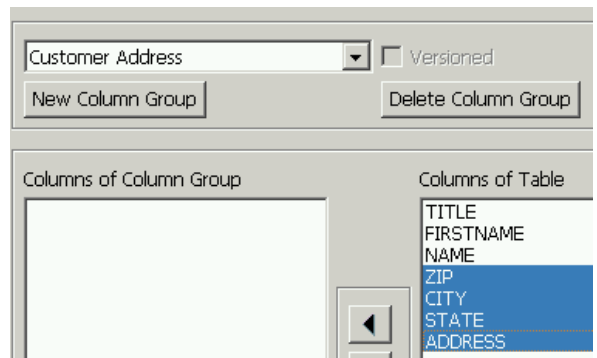 Customer Address
Versioned
New Column Group
Delete Column Group
Columns of Column Group
Columns of Table
TITLE
FIRSTNAME
NAME
ZIP
CITY
STATE
ADDRESS